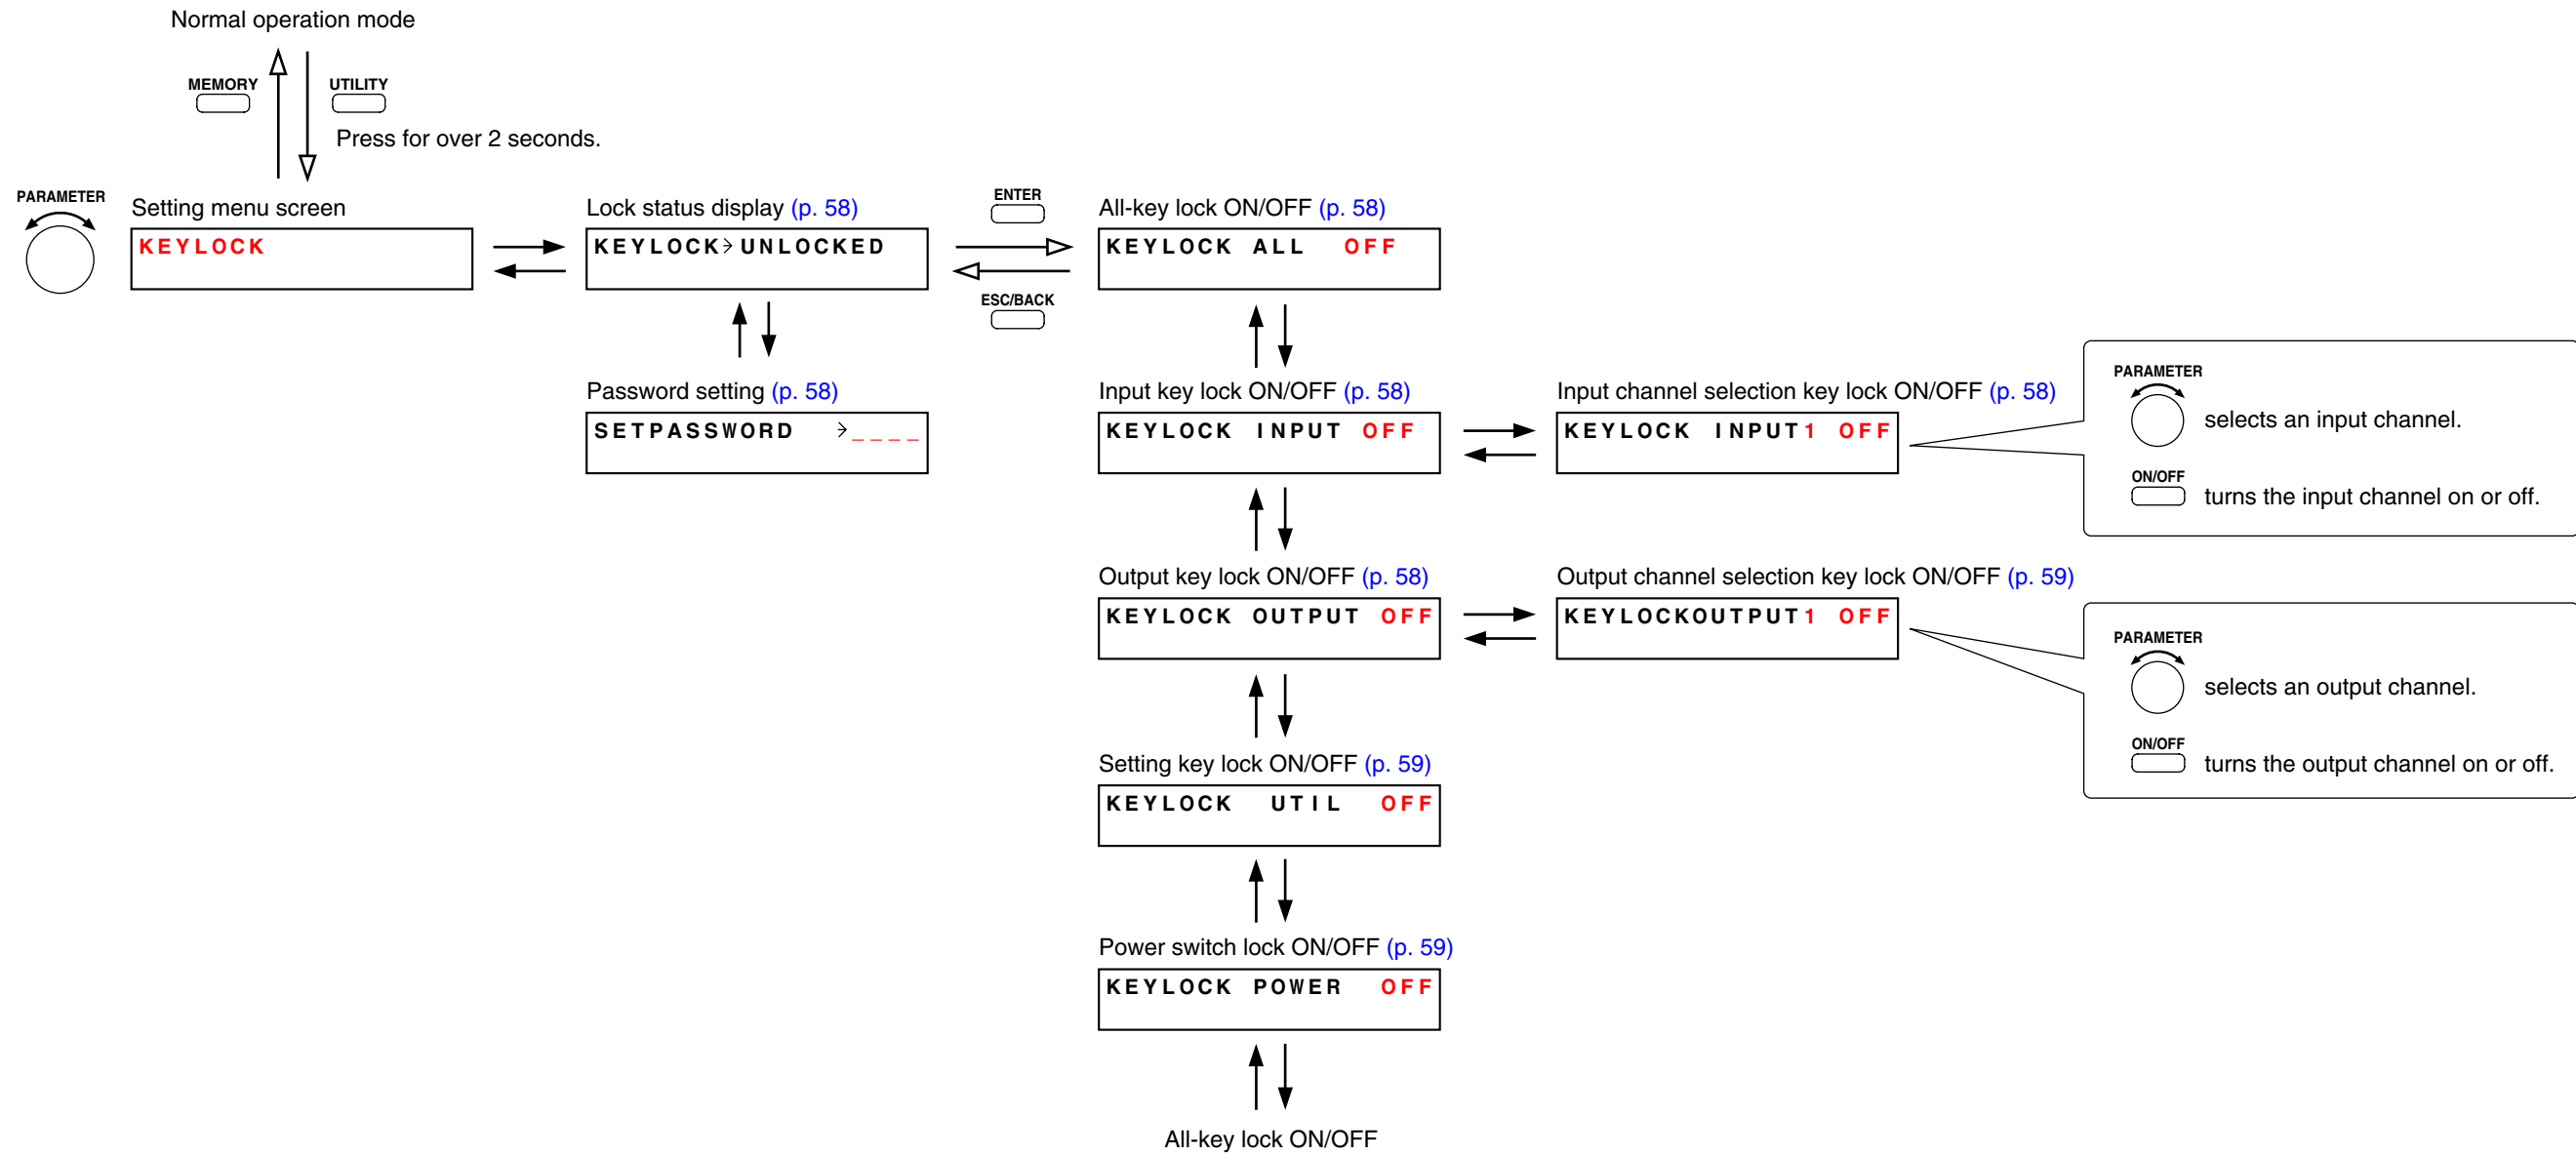 Normal operation mode
MEMORY
UTILITY
Press for over 2 seconds.
PARAMETER
Setting menu screen
KEYLOCK
Lock status display (p. 58)
KEYLOCK>UNLOCKED
ENTER
ESC/BACK
All-key lock ON/OFF (p. 58)
KEYLOCK ALL OFF
Password setting (p. 58)
SETPASSWORD >____
Input key lock ON/OFF (p. 58)
KEYLOCK INPUT OFF
Input channel selection key lock ON/OFF (p. 58)
KEYLOCK INPUT1 OFF
PARAMETER
selects an input channel.
ON/OFF
turns the input channel on or off.
Output key lock ON/OFF (p. 58)
KEYLOCK OUTPUT OFF
Output channel selection key lock ON/OFF (p. 59)
KEYLOCKOUTPUT1 OFF
PARAMETER
selects an output channel.
ON/OFF
turns the output channel on or off.
Setting key lock ON/OFF (p. 59)
KEYLOCK UTIL OFF
Power switch lock ON/OFF (p. 59)
KEYLOCK POWER OFF
All-key lock ON/OFF